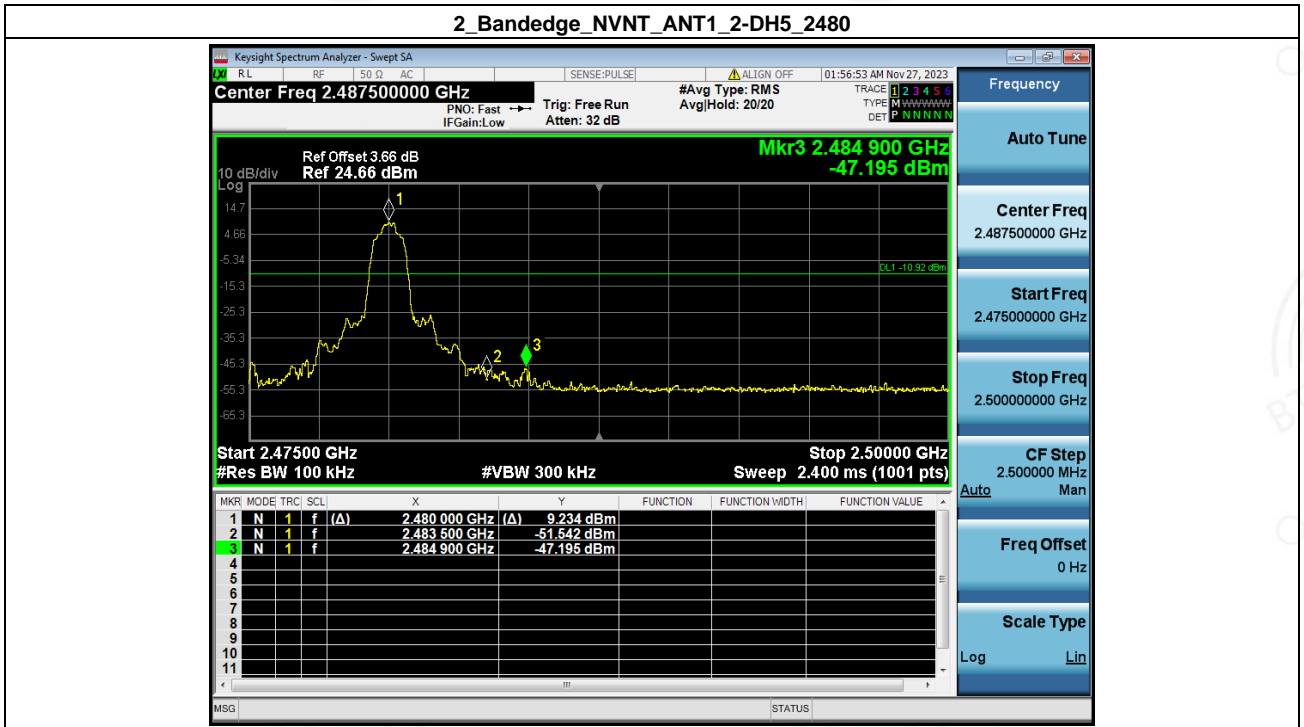 2_Bandedge_NVNT_ANT1_2-DH5_2480
Keysight Spectrum Analyzer - Swept SA
LXI RL RF 50 Ω AC SENSE:PULSE ALIGN OFF 01:56:53 AM Nov 27, 2023
Center Freq 2.487500000 GHz
PNO: Fast
IFGain:Low
Trig: Free Run
Atten: 32 dB
#Avg Type: RMS
Avg|Hold: 20/20
TRACE 1 2 3 4 5 6
TYPE M WWWWW
DET P N N N N N
Mkr3 2.484 900 GHz
-47.195 dBm
Ref Offset 3.66 dB
10 dB/div Ref 24.66 dBm
Log
14.7
4.66
-5.34
-15.3
-25.3
-35.3
-45.3
-55.3
-65.3
1
2
3
DL1 -10.92 dBm
Start 2.47500 GHz Stop 2.50000 GHz
#Res BW 100 kHz #VBW 300 kHz Sweep 2.400 ms (1001 pts)
MKR MODE TRC SCL X Y FUNCTION FUNCTION WIDTH FUNCTION VALUE
1 N 1 f (Δ) 2.480 000 GHz (Δ) 9.234 dBm
2 N 1 f 2.483 500 GHz -51.542 dBm
3 N 1 f 2.484 900 GHz -47.195 dBm
4
5
6
7
8
9
10
11
MSG STATUS
Frequency
Auto Tune
Center Freq
2.487500000 GHz
Start Freq
2.475000000 GHz
Stop Freq
2.500000000 GHz
CF Step
2.500000 MHz
Auto Man
Freq Offset
0 Hz
Scale Type
Log Lin